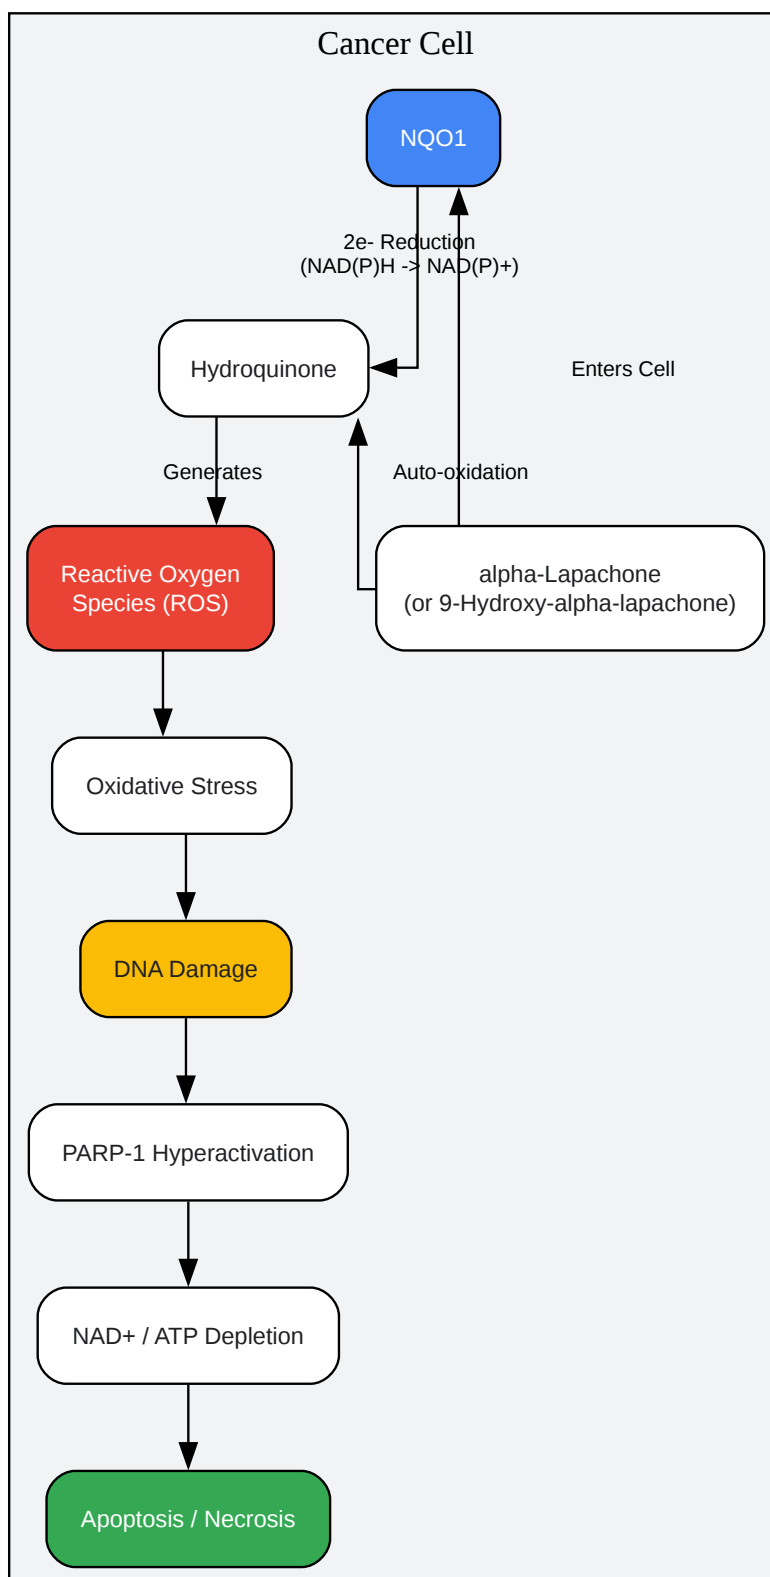 Cancer Cell
NQO1
2e- Reduction
(NAD(P)H -> NAD(P)+)
Hydroquinone
Enters Cell
Generates
Auto-oxidation
Reactive Oxygen
Species (ROS)
alpha-Lapachone
(or 9-Hydroxy-alpha-lapachone)
Oxidative Stress
DNA Damage
PARP-1 Hyperactivation
NAD+ / ATP Depletion
Apoptosis / Necrosis